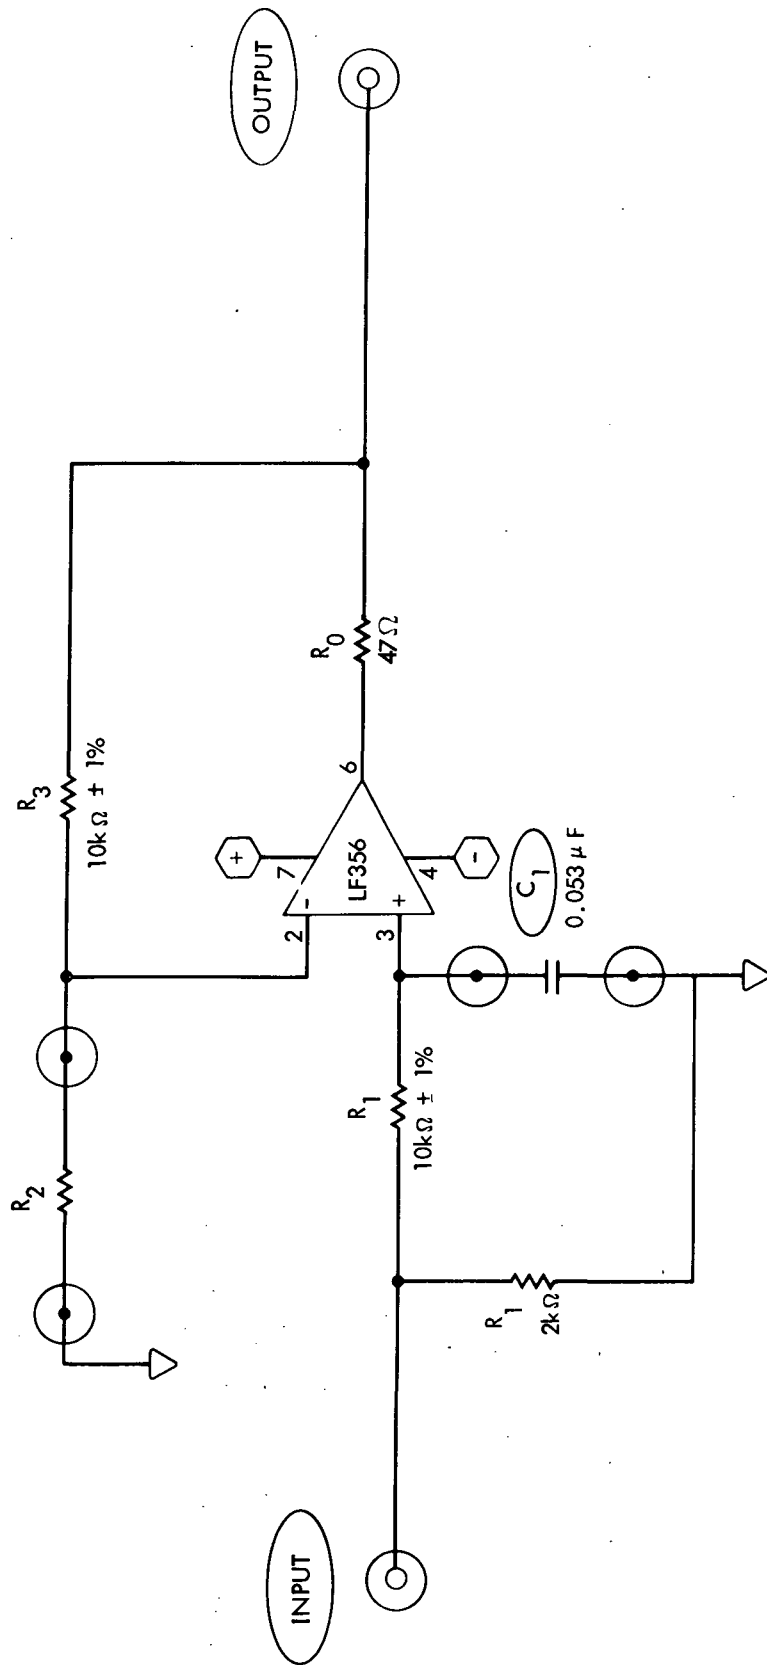 R2
R3
10kΩ ± 1%
INPUT
R1
10kΩ ± 1%
R1
2kΩ
2
-
3
+
LF356
7
+
4
-
6
C1
0.053 μF
R0
47Ω
OUTPUT